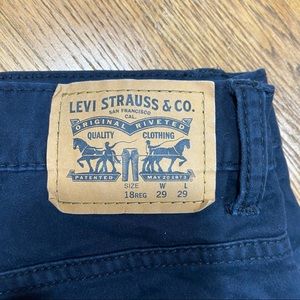 LEVI STRAUSS & CO.
SAN FRANCISCO
CAL.
ORIGINAL RIVETED
QUALITY CLOTHING
PATENTED MAY 20 1873
SIZE W L
18REG 29 29